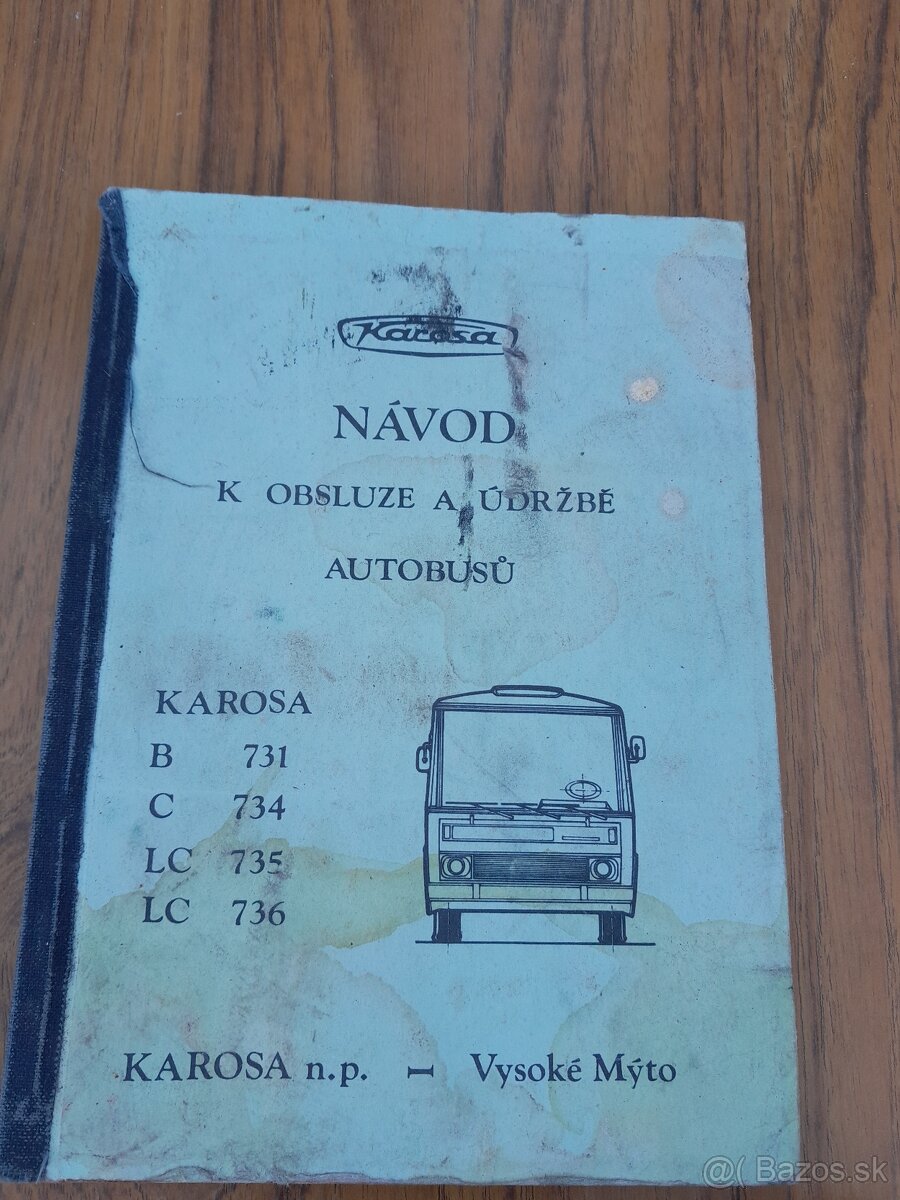 Karosa
NÁVOD
K OBSLUZE A ÚDRŽBĚ
AUTOBUSŮ
KAROSA
B 731
C 734
LC 735
LC 736
KAROSA n.p. – Vysoké Mýto
@( Bazos.sk